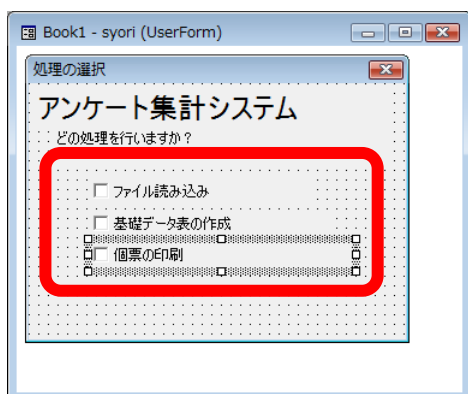 Book1 - syori (UserForm)
処理の選択
アンケート集計システム
どの処理を行いますか？
ファイル読み込み
基礎データ表の作成
個票の印刷